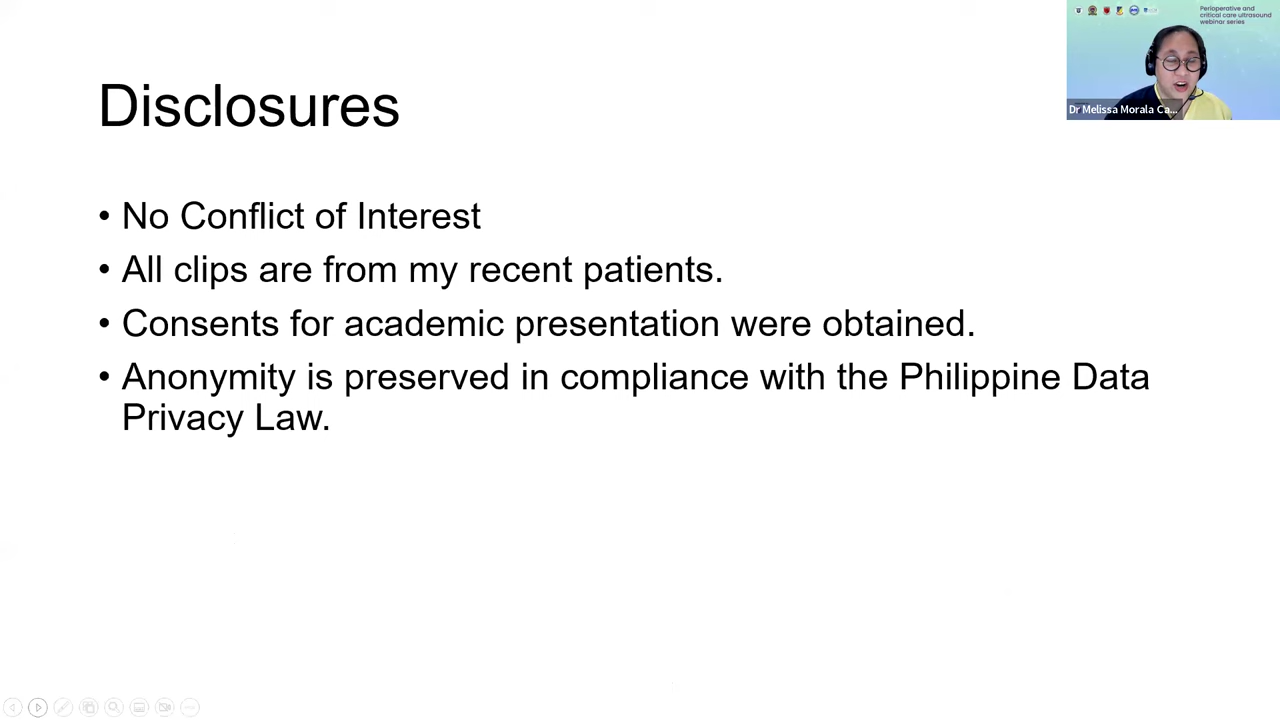 Perioperative and
critical care ultrasound
webinar series
Dr Melissa Morala Ca...
Disclosures
• No Conflict of Interest
• All clips are from my recent patients.
• Consents for academic presentation were obtained.
• Anonymity is preserved in compliance with the Philippine Data
Privacy Law.